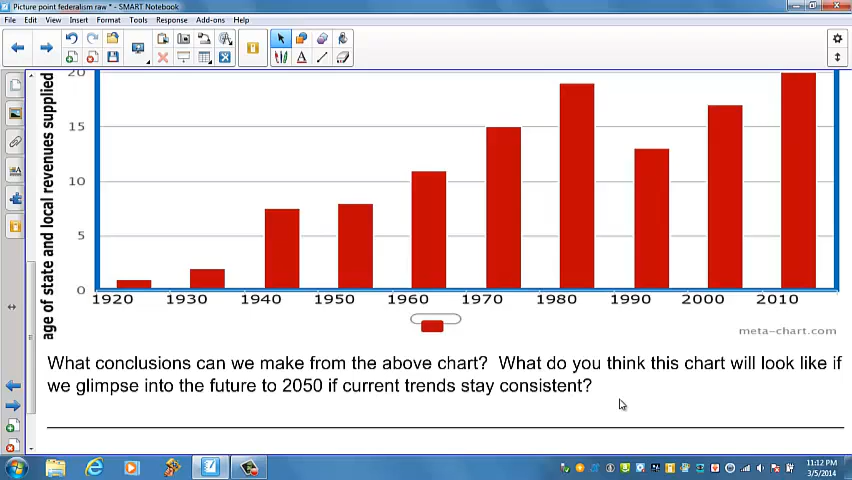 Picture point federalism raw * - SMART Notebook
File Edit View Insert Format Tools Response Add-ons Help
age of state and local revenues supplied
20
15
10
5
0
1920 1930 1940 1950 1960 1970 1980 1990 2000 2010
meta-chart.com
What conclusions can we make from the above chart? What do you think this chart will look like if
we glimpse into the future to 2050 if current trends stay consistent?
11:12 PM
3/5/2014